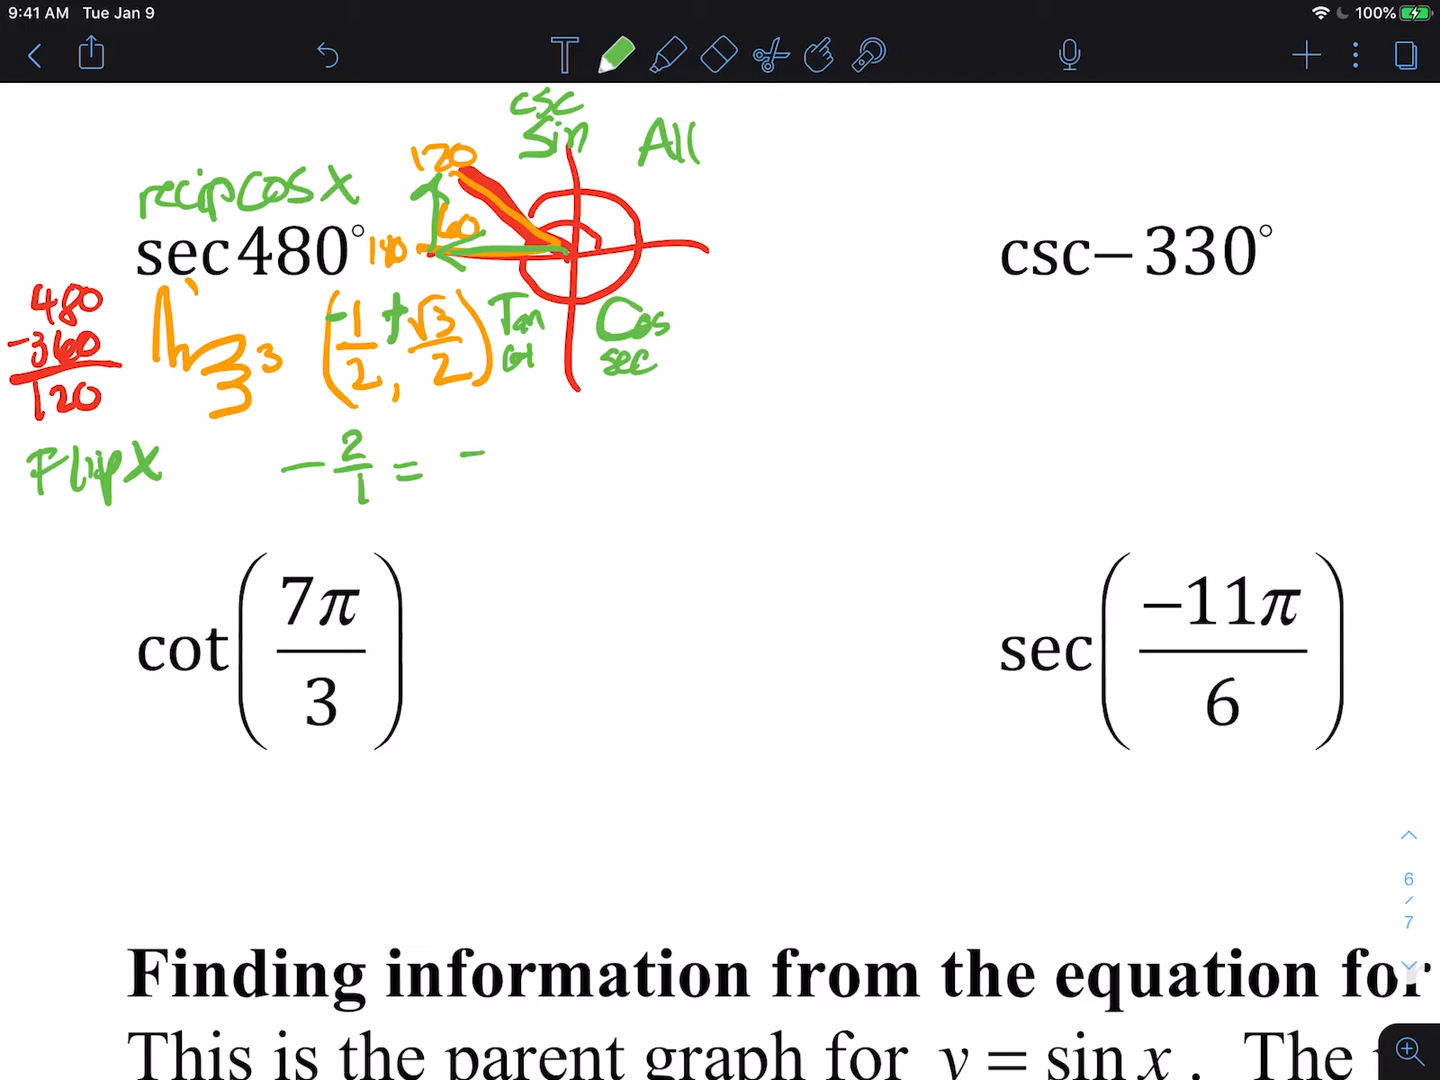 9:41 AM Tue Jan 9
100%
csc
Sin
All
120
recip cos x
60
180
sec 480°
csc − 330°
480
−360
120
3
(−1/2, +√3/2)
Tan
cot
Cos
sec
Flip X
− 2/1 = −
cot(7π/3)
sec(−11π/6)
6
/
7
Finding information from the equation for
This is the parent graph for y = sin x . The